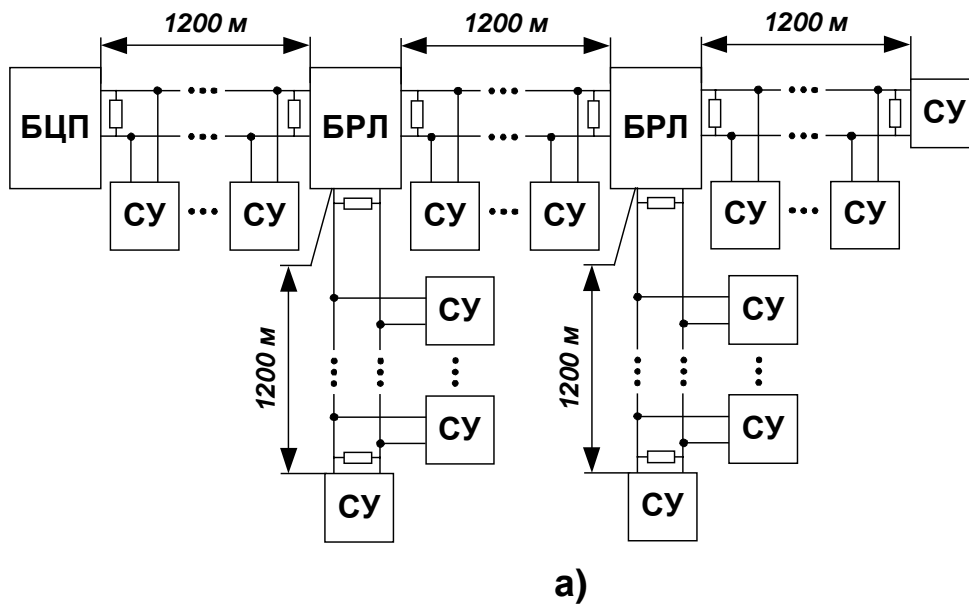 1200 м 1200 м 1200 м
БЦП БРЛ БРЛ СУ
СУ СУ СУ СУ СУ СУ
1200 м СУ 1200 м СУ
СУ СУ
СУ СУ
а)